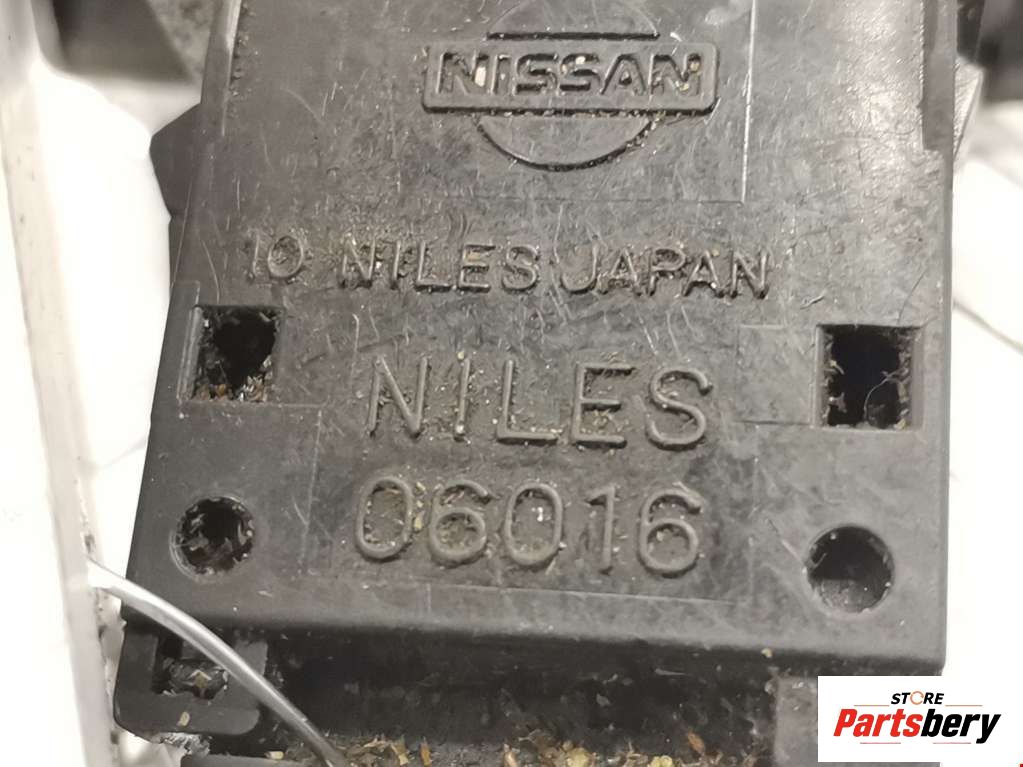 NISSAN
10 NILES JAPAN
NILES
06016
STORE
Partsbery